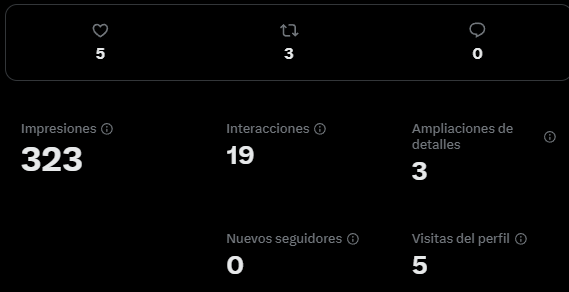 5 3 0
Impresiones Interacciones Ampliaciones de
detalles
323 19 3
Nuevos seguidores Visitas del perfil
0 5